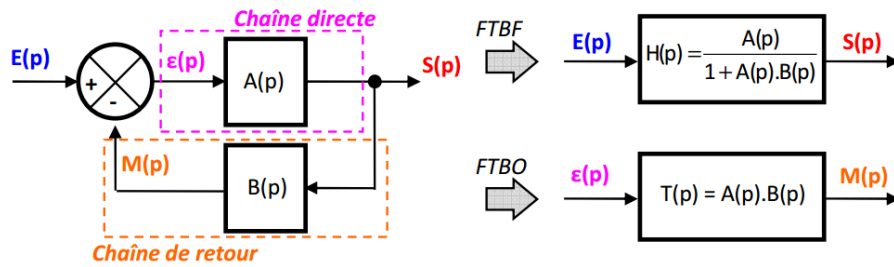 Chaîne directe
E(p)
+
-
ε(p)
A(p)
S(p)
M(p)
B(p)
Chaîne de retour
FTBF
E(p)
H(p) = A(p) / 1 + A(p).B(p)
S(p)
FTBO
ε(p)
T(p) = A(p).B(p)
M(p)